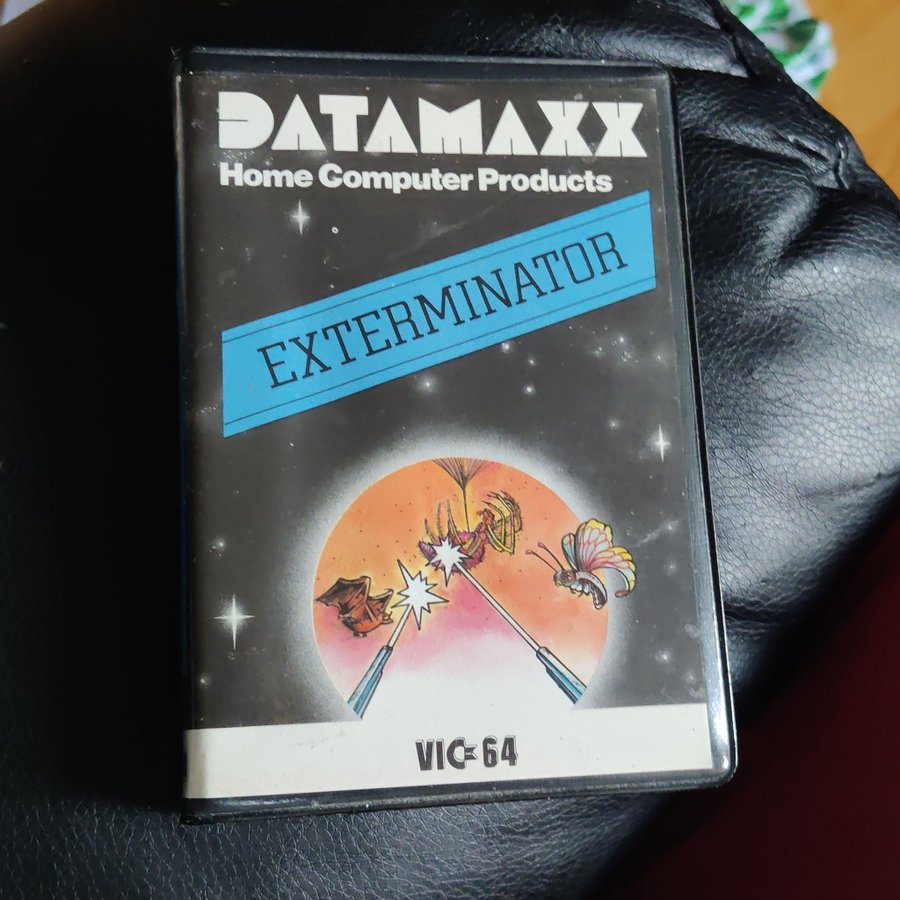 DATAMAXX
Home Computer Products
EXTERMINATOR
VIC 64